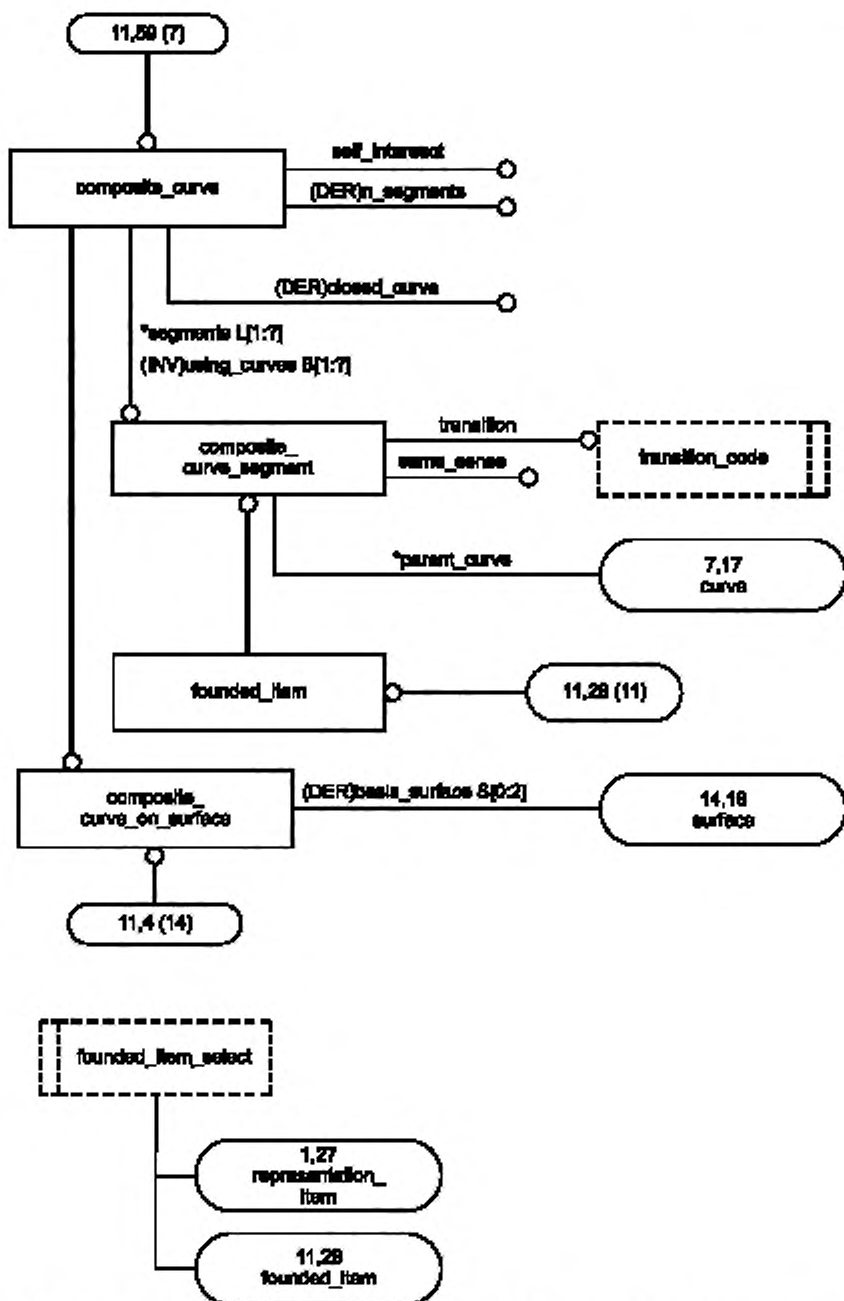 11,59 (7)
self_intersect
composite_curve
(DER)n_segments
(DER)closed_curve
*segments L[1:?]
(INV)using_curves B[1:?]
transition
composite_
curve_segment
same_sense
transition_code
*parent_curve
7,17
curve
founded_item
11,28 (11)
composite_
curve_on_surface
(DER)basis_surface S[0:2]
14,18
surface
11,4 (14)
founded_item_select
1,27
representation_
item
11,28
founded_item